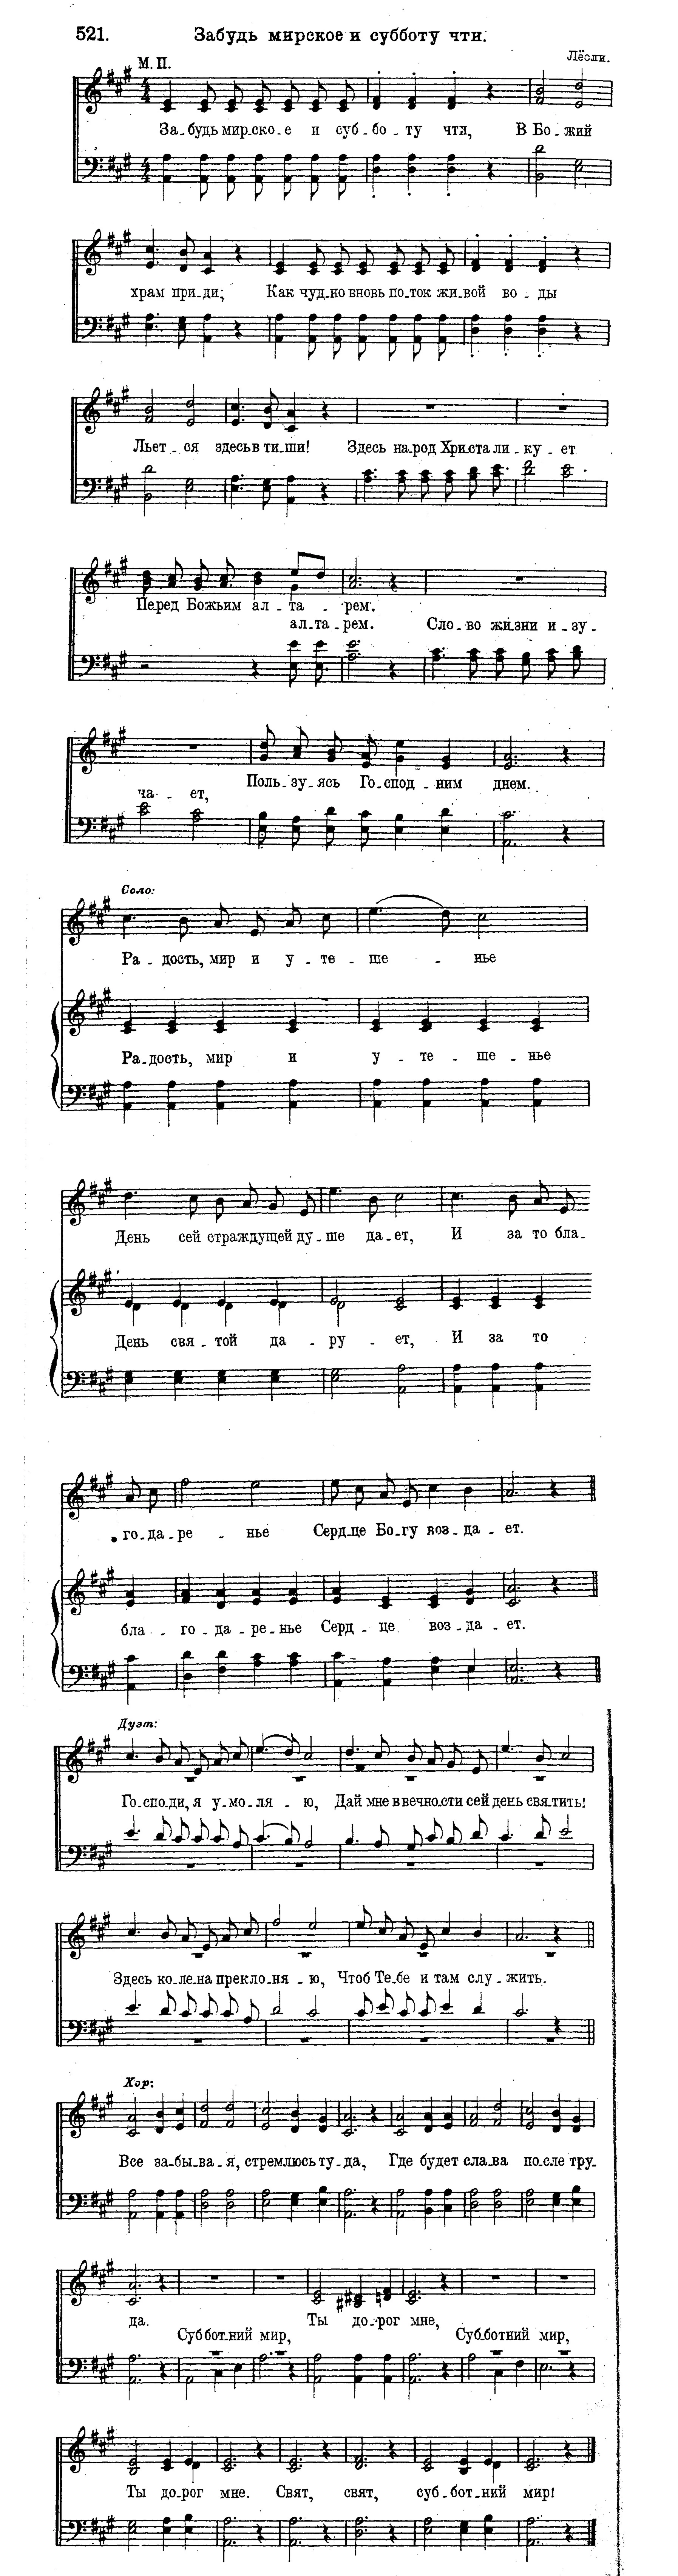 521. Забудь мирское и субботу чти.
М. П. Лёсли.
За-будь мир-ско-е и суб-бо-ту чти, В Бо-жий
храм при-ди; Как чуд-но вновь по-ток жи-вой во-ды
Льет-ся здесь в ти-ши! Здесь на-род Хри-ста ли-ку-ет
Пе-ред Божьим ал-та-рем.
ал-та-рем. Сло-во жиз-ни и-зу-
Поль-зу-ясь Го-спод-ним днем.
ча-ет,
Соло:
Ра-дость, мир и у-те-ше-нье
Ра-дость, мир и у-те-ше-нье
День сей страждущей ду-ше да-ет, И за то бла-
День свя-той да-ру-ет, И за то
го-да-ре-нье Серд-це Бо-гу воз-да-ет.
бла-го-да-ре-нье Серд-це воз-да-ет.
Дуэт:
Го-спо-ди, я у-мо-ля-ю, Дай мне в вечно-сти сей день свя-тить!
Здесь ко-ле-на прекло-ня-ю, Чтоб Те-бе и там слу-жить.
Хор:
Все за-бы-ва-я, стремлюсь ту-да, Где будет сла-ва по-сле тру-
да. Ты до-рог мне,
Суб-бот-ний мир, Суб-ботний мир,
Ты до-рог мне. Свят, свят, суб-бот-ний мир!